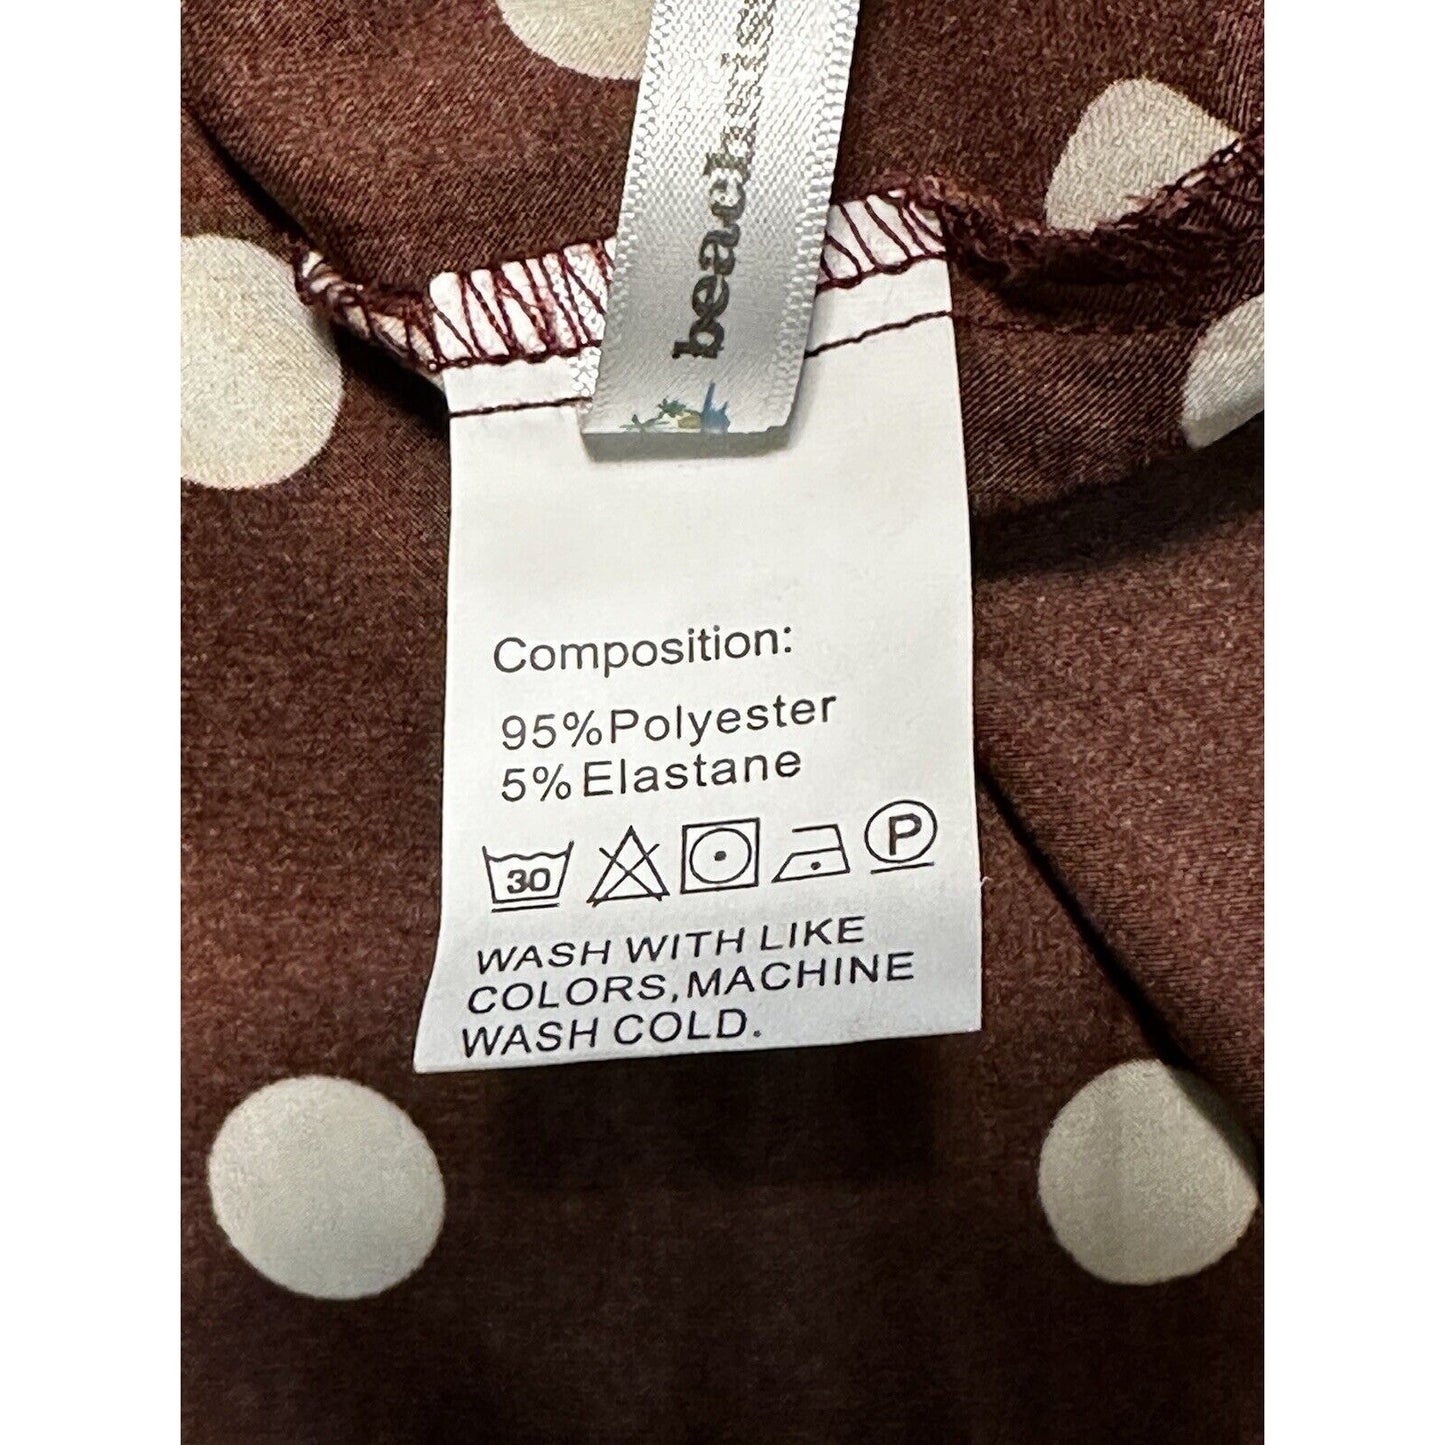 Composition:
95%Polyester
5%Elastane
30
P
WASH WITH LIKE
COLORS,MACHINE
WASH COLD.